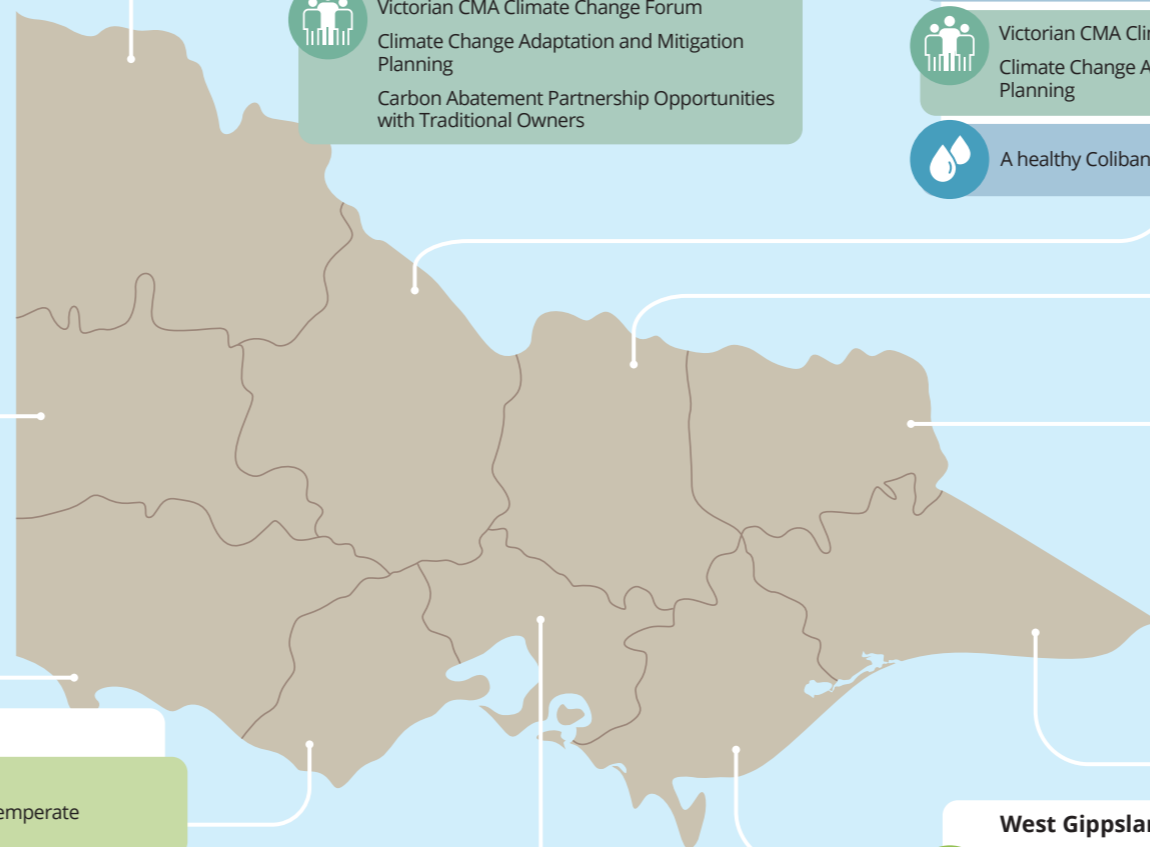 Victorian CMA Climate Change Forum
Climate Change Adaptation and Mitigation
Planning
Carbon Abatement Partnership Opportunities
with Traditional Owners
Victorian CMA Cli
Climate Change A
Planning
A healthy Coliban
emperate
West Gippslan